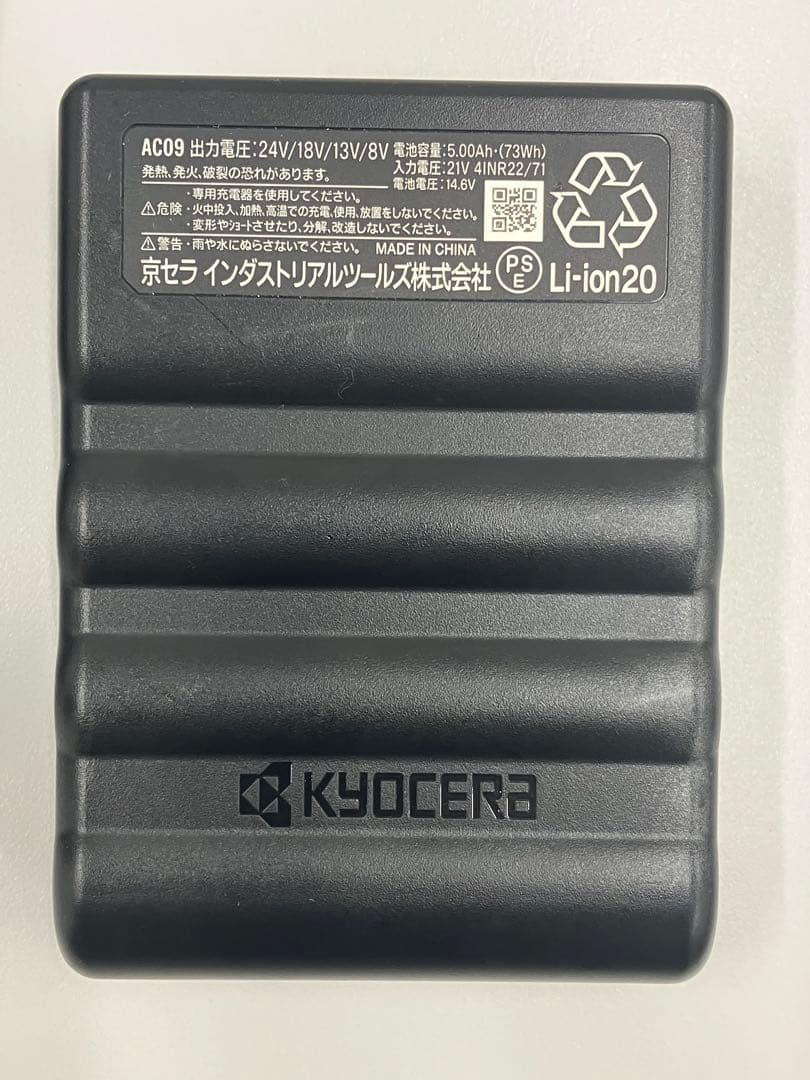 AC09 出力電圧:24V/18V/13V/8V 電池容量:5.00Ah・(73Wh)
入力電圧:21V 4INR22/71
発熱、発火、破裂の恐れがあります。
電池電圧:14.6V
⚠危険
・専用充電器を使用してください。
・火中投入、加熱、高温での充電、使用、放置をしないでください。
・変形やショートさせたり、分解、改造しないでください。
⚠警告・雨や水にぬらさないでください。 MADE IN CHINA
京セラ インダストリアルツールズ株式会社 PSE Li-ion20
KYOCERA